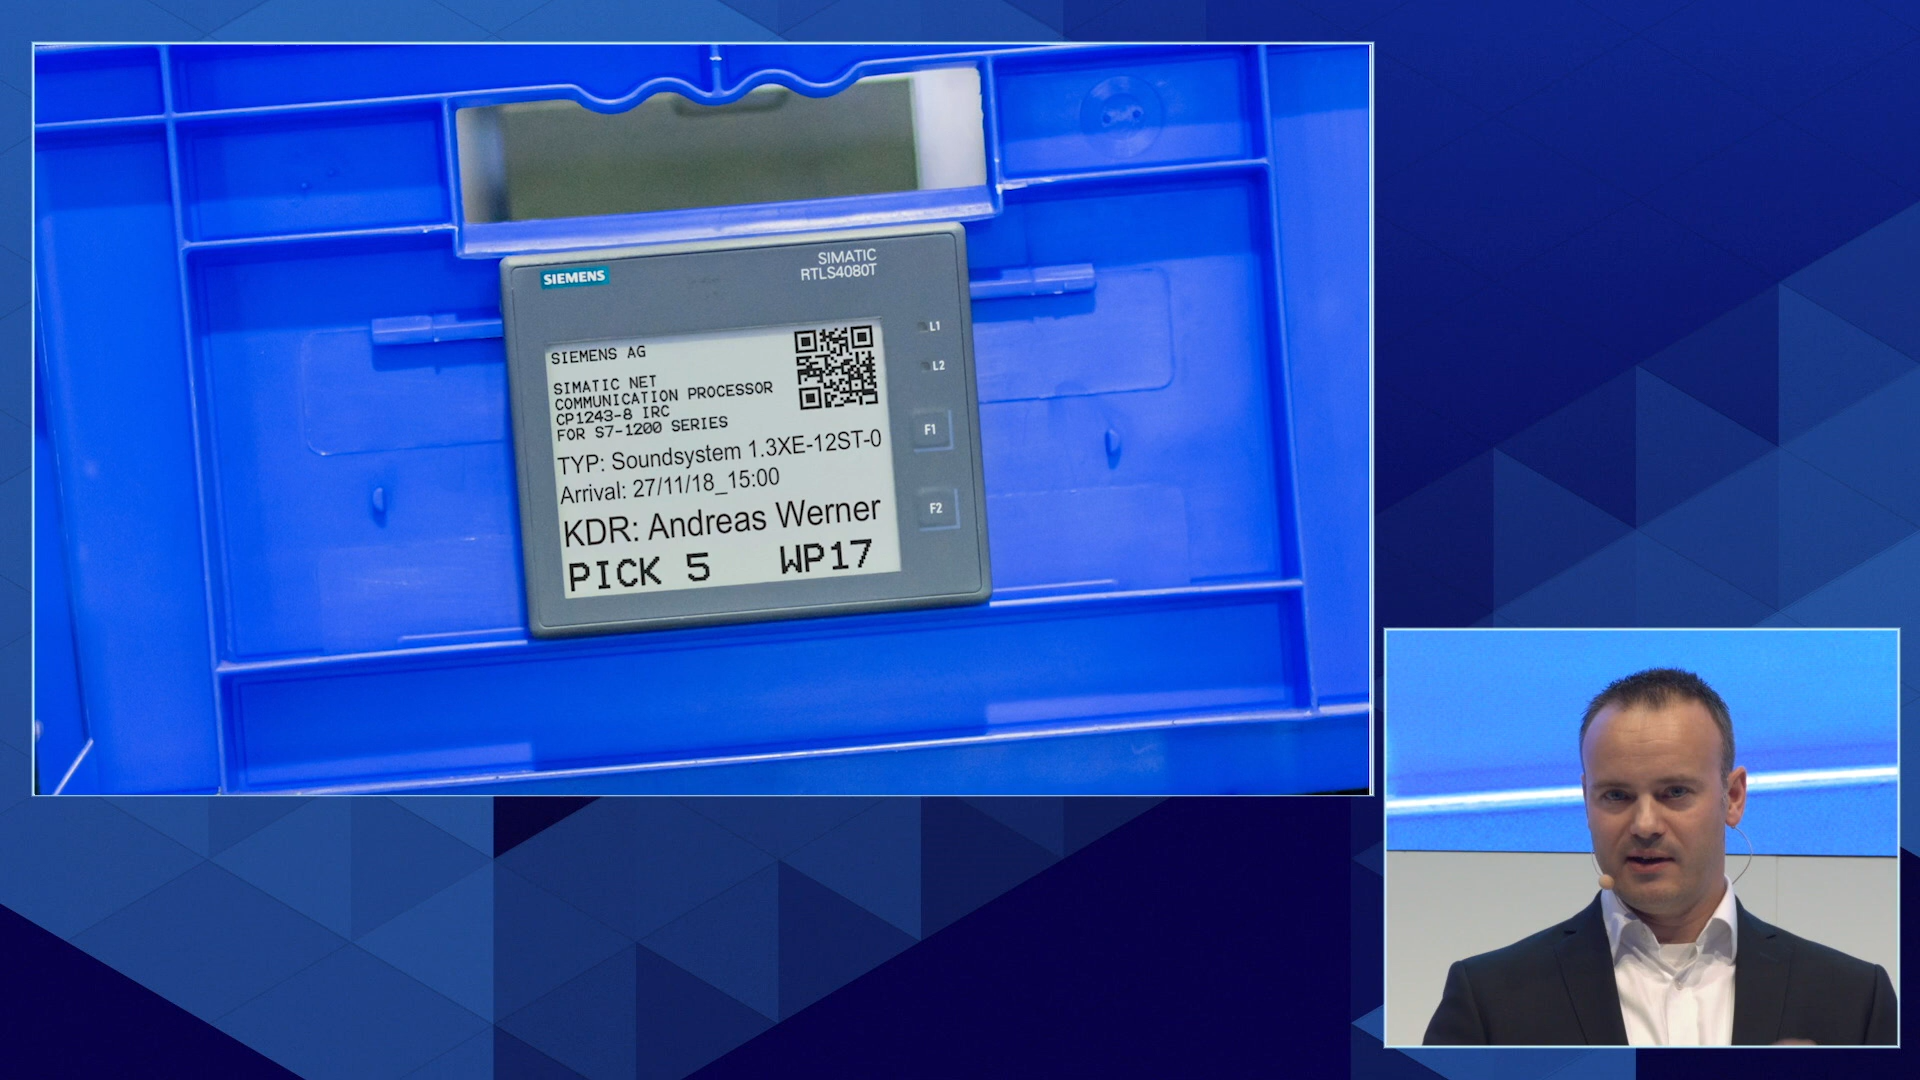 SIEMENS
SIMATIC
RTLS4080T
L1
L2
F1
F2
SIEMENS AG
SIMATIC NET
COMMUNICATION PROCESSOR
CP1243-8 IRC
FOR S7-1200 SERIES
TYP: Soundsystem 1.3XE-12ST-0
Arrival: 27/11/18_15:00
KDR: Andreas Werner
PICK 5 WP17